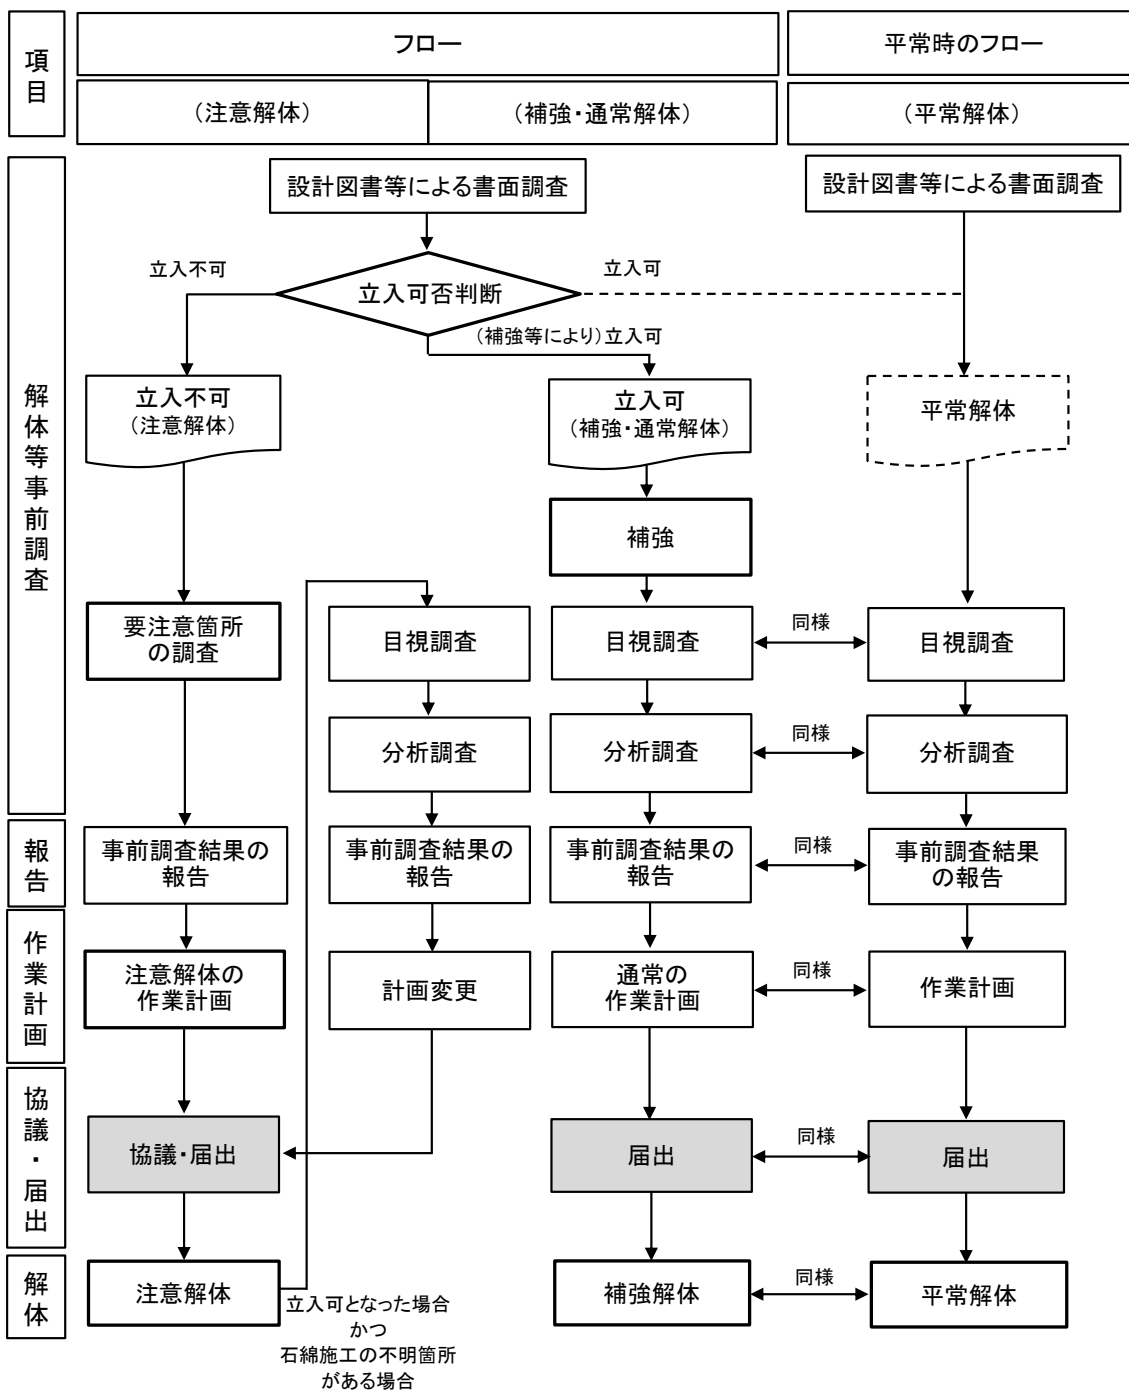 項目
フロー
平常時のフロー
（注意解体）
（補強・通常解体）
（平常解体）
解体等事前調査
設計図書等による書面調査
設計図書等による書面調査
立入不可
立入可否判断
立入可
（補強等により）立入可
立入不可
（注意解体）
立入可
（補強・通常解体）
平常解体
補強
要注意箇所
の調査
目視調査
目視調査
同様
目視調査
分析調査
分析調査
同様
分析調査
報告
事前調査結果の
報告
事前調査結果の
報告
事前調査結果の
報告
同様
事前調査結果
の報告
作業計画
注意解体の
作業計画
計画変更
通常の
作業計画
同様
作業計画
協議・届出
協議・届出
届出
同様
届出
解体
注意解体
補強解体
同様
平常解体
立入可となった場合
かつ
石綿施工の不明箇所
がある場合